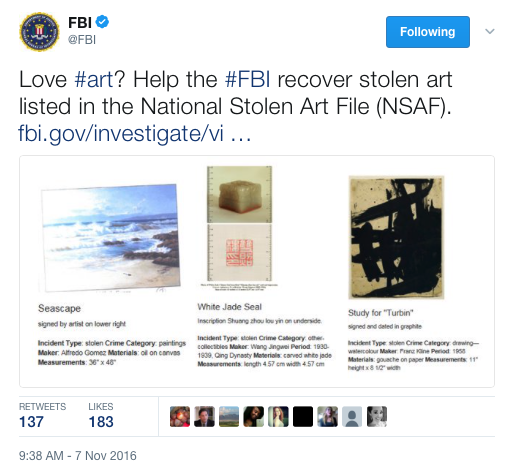 FBI
@FBI
Following
Love #art? Help the #FBI recover stolen art
listed in the National Stolen Art File (NSAF).
fbi.gov/investigate/vi …
Seascape
signed by artist on lower right
Incident Type: stolen Crime Category: paintings
Maker: Alfredo Gomez Materials: oil on canvas
Measurements: 36" x 48"
White Jade Seal
Inscription Shuang zhou lou yin on underside.
Incident Type: stolen Crime Category: other-
collectibles Maker: Wang Jingwei Period: 1930-
1939, Qing Dynasty Materials: carved white jade
Measurements: length 4.57 cm width 4.57 cm
Study for "Turbin"
signed and dated in graphite
Incident Type: stolen Crime Category: drawing—
watercolour Maker: Franz Kline Period: 1958
Materials: gouache on paper Measurements: 11"
height x 8 1/2" width
RETWEETS
137
LIKES
183
9:38 AM - 7 Nov 2016